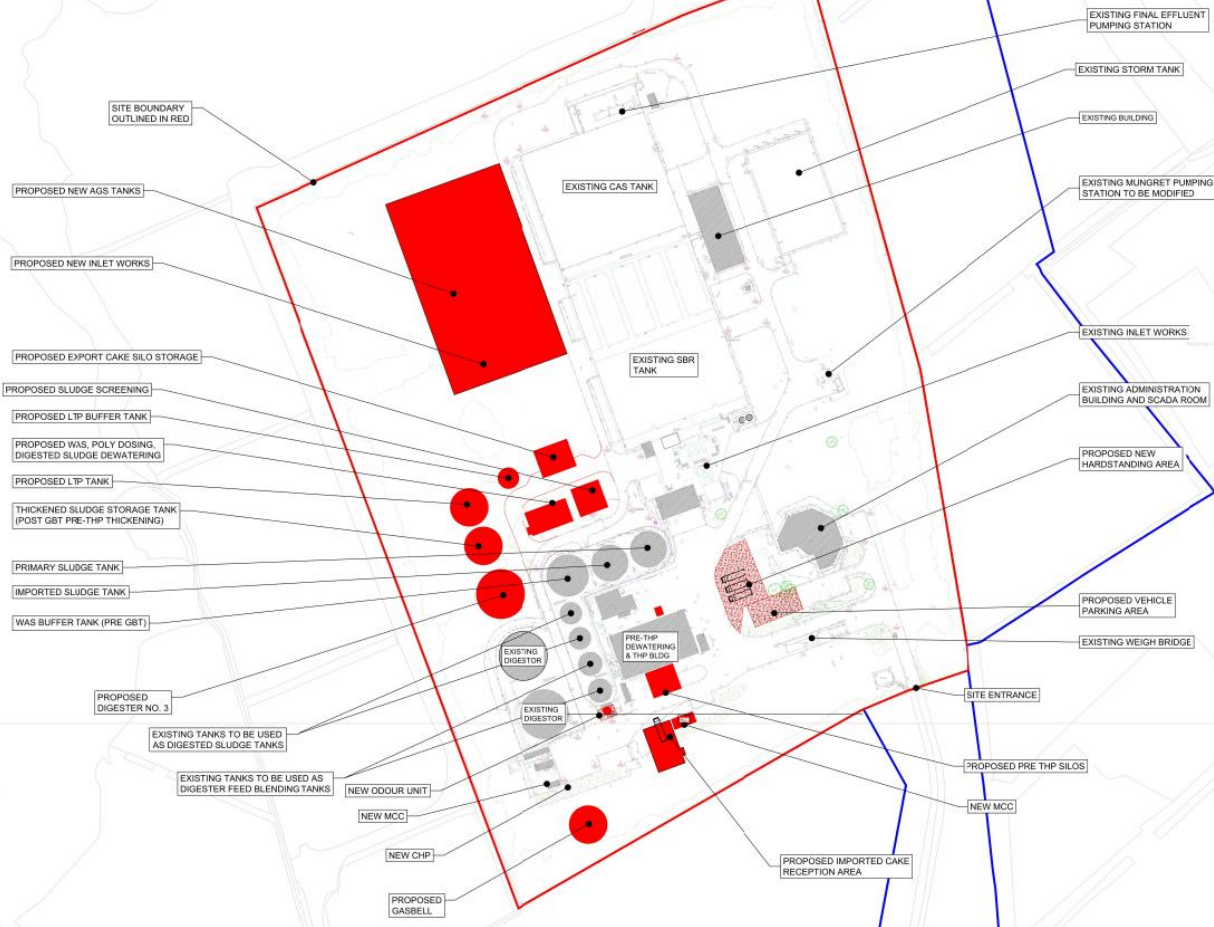 EXISTING FINAL EFFLUENT
PUMPING STATION
EXISTING STORM TANK
SITE BOUNDARY
OUTLINED IN RED
EXISTING BUILDING
EXISTING CAS TANK
EXISTING MUNGRET PUMPING
STATION TO BE MODIFIED
PROPOSED NEW AGS TANKS
PROPOSED NEW INLET WORKS
EXISTING INLET WORKS
PROPOSED EXPORT CAKE SILO STORAGE
EXISTING SBR
TANK
PROPOSED SLUDGE SCREENING
EXISTING ADMINISTRATION
BUILDING AND SCADA ROOM
PROPOSED LTP BUFFER TANK
PROPOSED WAS, POLY DOSING,
DIGESTED SLUDGE DEWATERING
PROPOSED NEW
HARDSTANDING AREA
PROPOSED LTP TANK
THICKENED SLUDGE STORAGE TANK
(POST GBT PRE-THP THICKENING)
PRIMARY SLUDGE TANK
IMPORTED SLUDGE TANK
PROPOSED VEHICLE
PARKING AREA
WAS BUFFER TANK (PRE GBT)
EXISTING WEIGH BRIDGE
PRE-THP
DEWATERING
& THP BLDG
EXISTING
DIGESTOR
PROPOSED
DIGESTER NO. 3
SITE ENTRANCE
EXISTING
DIGESTOR
EXISTING TANKS TO BE USED
AS DIGESTED SLUDGE TANKS
PROPOSED PRE THP SILOS
EXISTING TANKS TO BE USED AS
DIGESTER FEED BLENDING TANKS
NEW ODOUR UNIT
NEW MCC
NEW MCC
NEW CHP
PROPOSED IMPORTED CAKE
RECEPTION AREA
PROPOSED
GASBELL